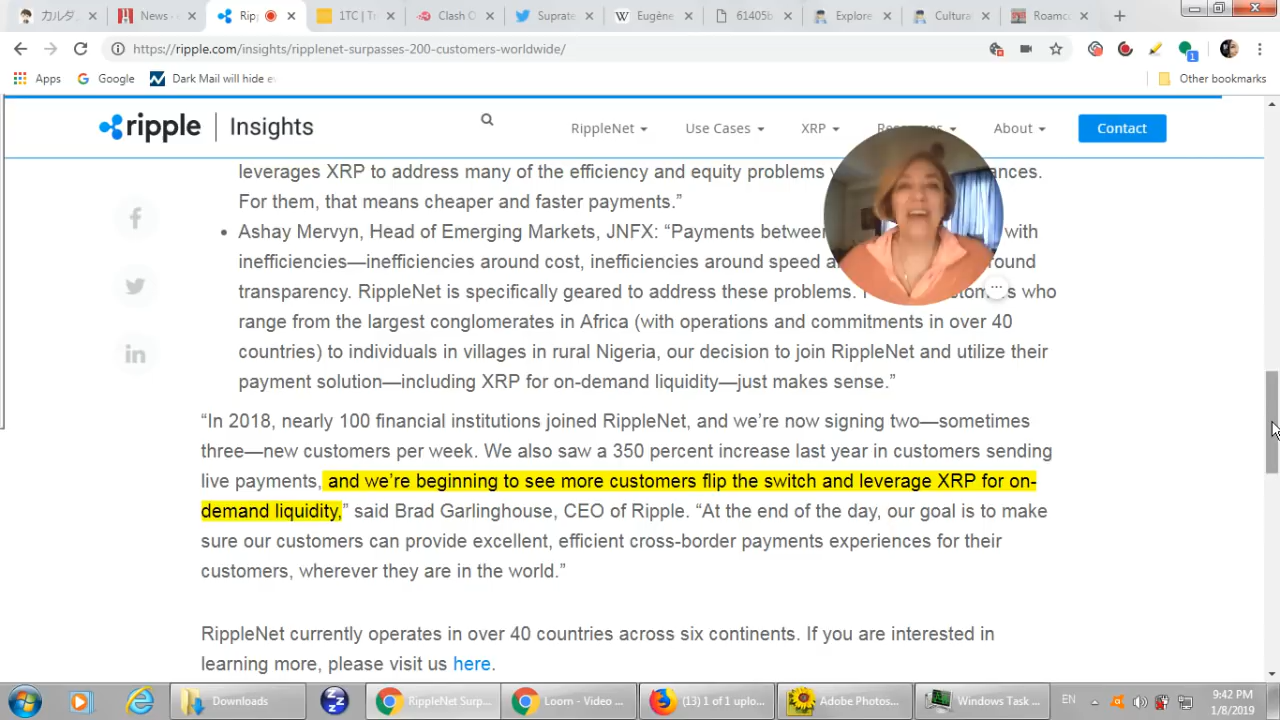 カルダ
News -
Rip
1TC | T
Clash O
Suprate
Eugène
61405b
Explore
Cultura
Roamco
https://ripple.com/insights/ripplenet-surpasses-200-customers-worldwide/
1
Apps
Google
Dark Mail will hide e
Other bookmarks
ripple | Insights
RippleNet
Use Cases
XRP
About
Contact
leverages XRP to address many of the efficiency and equity problems
For them, that means cheaper and faster payments.”
• Ashay Mervyn, Head of Emerging Markets, JNFX: “Payments between with
inefficiencies—inefficiencies around cost, inefficiencies around speed
transparency. RippleNet is specifically geared to address these problems. who
range from the largest conglomerates in Africa (with operations and commitments in over 40
countries) to individuals in villages in rural Nigeria, our decision to join RippleNet and utilize their
payment solution—including XRP for on-demand liquidity—just makes sense.”
“In 2018, nearly 100 financial institutions joined RippleNet, and we’re now signing two—sometimes
three—new customers per week. We also saw a 350 percent increase last year in customers sending
live payments, and we’re beginning to see more customers flip the switch and leverage XRP for on-
demand liquidity,” said Brad Garlinghouse, CEO of Ripple. “At the end of the day, our goal is to make
sure our customers can provide excellent, efficient cross-border payments experiences for their
customers, wherever they are in the world.”
RippleNet currently operates in over 40 countries across six continents. If you are interested in
learning more, please visit us here.
Downloads
RippleNet Surp...
Loom - Video ...
(13) 1 of 1 uplo...
Adobe Photos...
Windows Task ...
EN
9:42 PM
1/8/2019